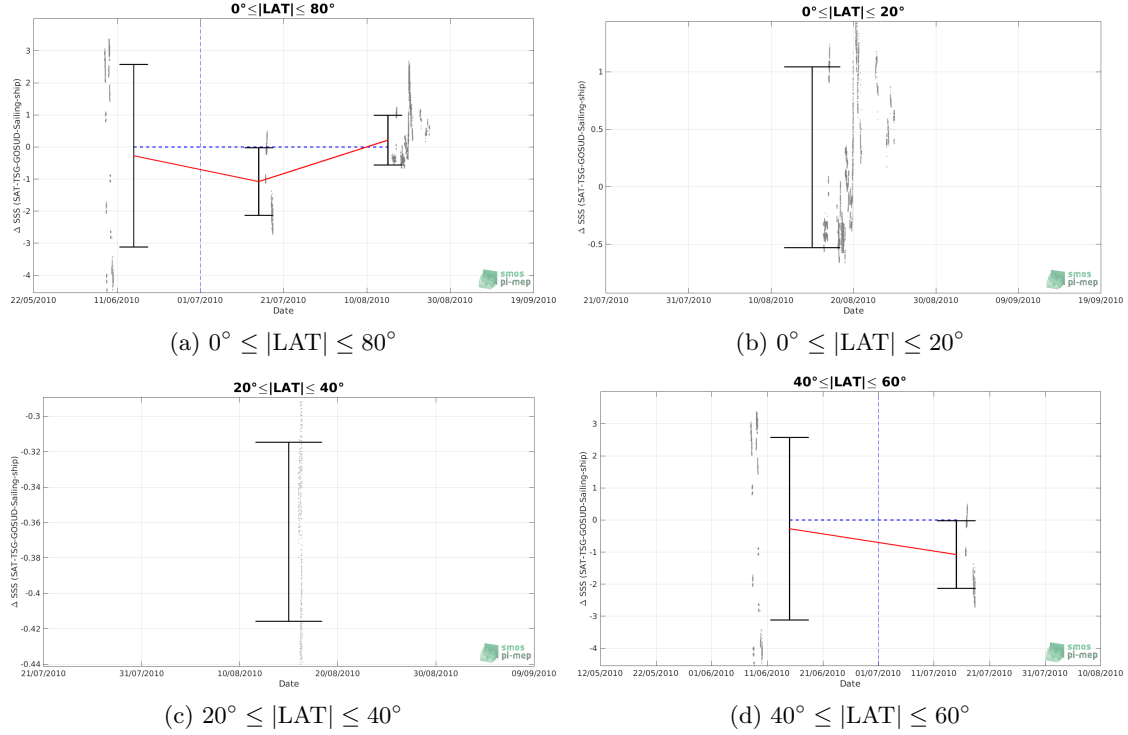 0°≤|LAT|≤ 80°
Δ SSS (SAT-TSG-GOSUD-Sailing-ship)
3
2
1
0
-1
-2
-3
-4
22/05/2010 11/06/2010 01/07/2010 21/07/2010 10/08/2010 30/08/2010 19/09/2010
Date
smos
pi-mep
(a) 0° ≤ |LAT| ≤ 80°
0°≤|LAT|≤ 20°
Δ SSS (SAT-TSG-GOSUD-Sailing-ship)
1
0.5
0
-0.5
21/07/2010 31/07/2010 10/08/2010 20/08/2010 30/08/2010 09/09/2010 19/09/2010
Date
smos
pi-mep
(b) 0° ≤ |LAT| ≤ 20°
20°≤|LAT|≤ 40°
Δ SSS (SAT-TSG-GOSUD-Sailing-ship)
-0.3
-0.32
-0.34
-0.36
-0.38
-0.4
-0.42
-0.44
21/07/2010 31/07/2010 10/08/2010 20/08/2010 30/08/2010 09/09/2010
Date
smos
pi-mep
(c) 20° ≤ |LAT| ≤ 40°
40°≤|LAT|≤ 60°
Δ SSS (SAT-TSG-GOSUD-Sailing-ship)
3
2
1
0
-1
-2
-3
-4
12/05/2010 22/05/2010 01/06/2010 11/06/2010 21/06/2010 01/07/2010 11/07/2010 21/07/2010 31/07/2010 10/08/2010
Date
smos
pi-mep
(d) 40° ≤ |LAT| ≤ 60°